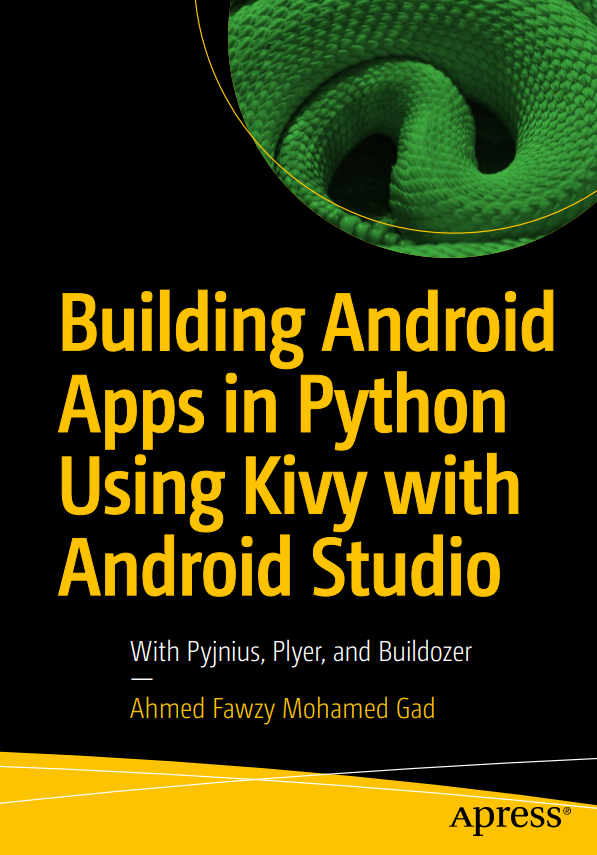 Building Android
Apps in Python
Using Kivy with
Android Studio
With Pyjnius, Plyer, and Buildozer
—
Ahmed Fawzy Mohamed Gad
Apress®